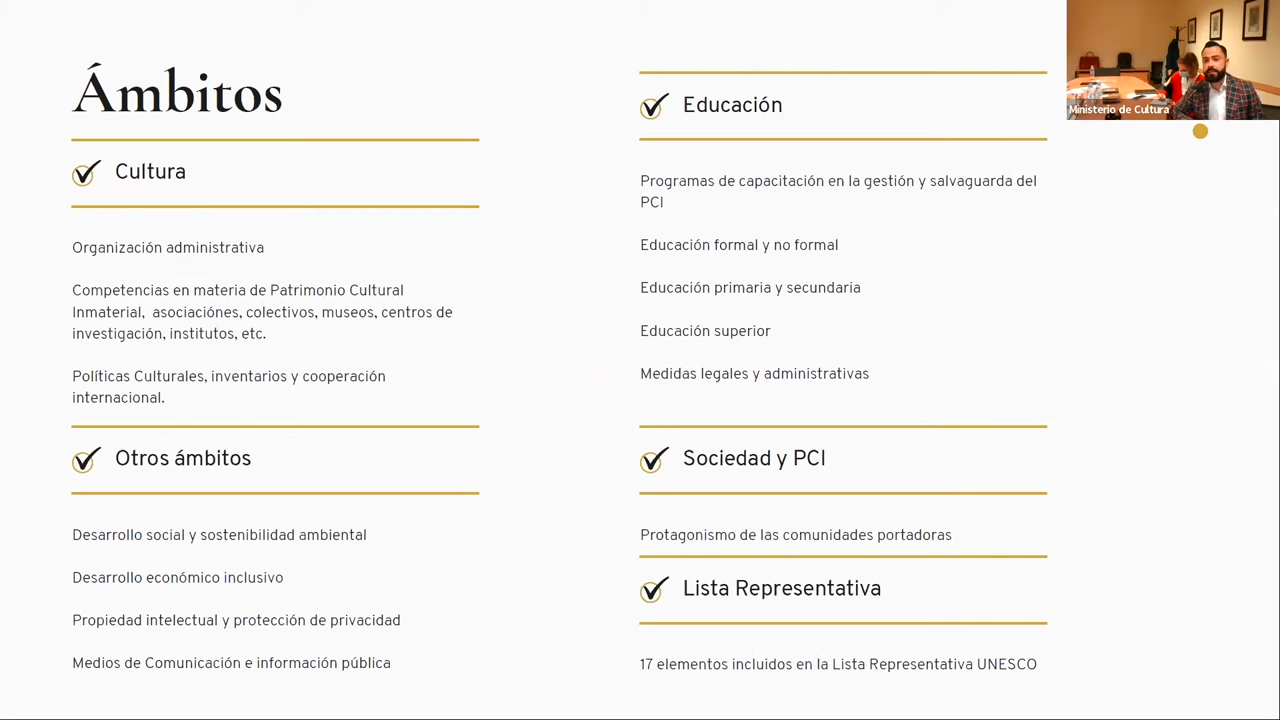 Ámbitos
Cultura
Organización administrativa
Competencias en materia de Patrimonio Cultural
Inmaterial, asociaciónes, colectivos, museos, centros de
investigación, institutos, etc.
Políticas Culturales, inventarios y cooperación
internacional.
Otros ámbitos
Desarrollo social y sostenibilidad ambiental
Desarrollo económico inclusivo
Propiedad intelectual y protección de privacidad
Medios de Comunicación e información pública
Educación
Programas de capacitación en la gestión y salvaguarda del
PCI
Educación formal y no formal
Educación primaria y secundaria
Educación superior
Medidas legales y administrativas
Sociedad y PCI
Protagonismo de las comunidades portadoras
Lista Representativa
17 elementos incluidos en la Lista Representativa UNESCO
Ministerio de Cultura